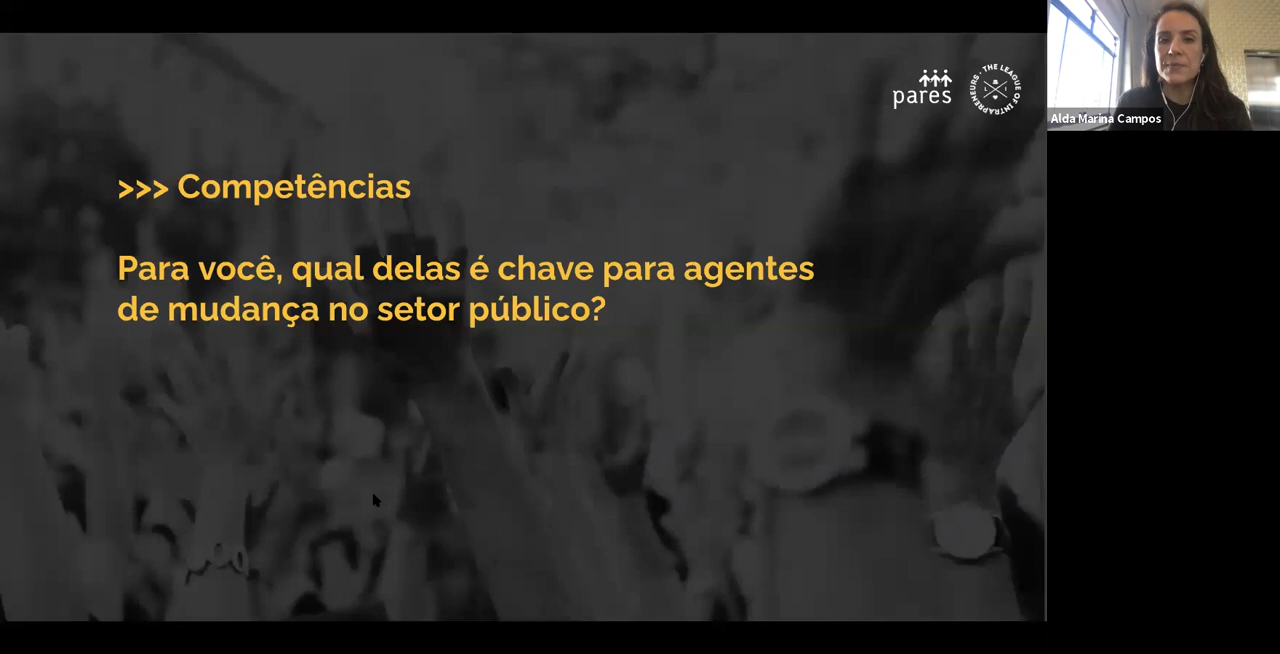 pares
THE LEAGUE OF INTRAPRENEURS
L I
>>> Competências
Para você, qual delas é chave para agentes
de mudança no setor público?
Alda Marina Campos